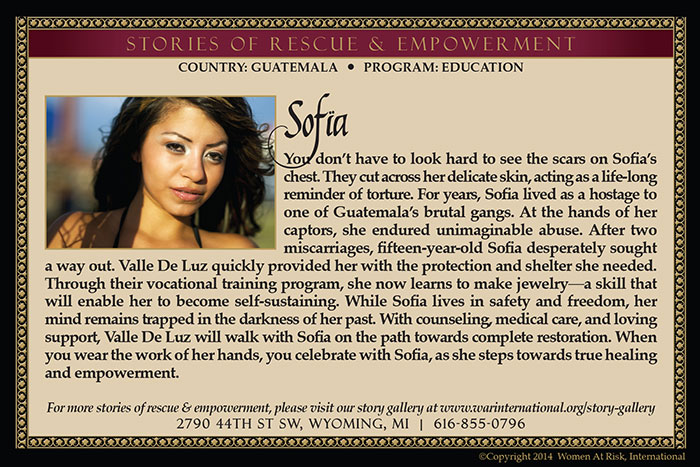 STORIES OF RESCUE & EMPOWERMENT
COUNTRY: GUATEMALA • PROGRAM: EDUCATION
Sofïa
You don't have to look hard to see the scars on Sofia's
chest. They cut across her delicate skin, acting as a life-long
reminder of torture. For years, Sofia lived as a hostage to
one of Guatemala's brutal gangs. At the hands of her
captors, she endured unimaginable abuse. After two
miscarriages, fifteen-year-old Sofia desperately sought
a way out. Valle De Luz quickly provided her with the protection and shelter she needed.
Through their vocational training program, she now learns to make jewelry—a skill that
will enable her to become self-sustaining. While Sofia lives in safety and freedom, her
mind remains trapped in the darkness of her past. With counseling, medical care, and loving
support, Valle De Luz will walk with Sofia on the path towards complete restoration. When
you wear the work of her hands, you celebrate with Sofia, as she steps towards true healing
and empowerment.
For more stories of rescue & empowerment, please visit our story gallery at www.warinternational.org/story-gallery
2790 44TH ST SW, WYOMING, MI | 616-855-0796
©Copyright 2014 Women At Risk, International